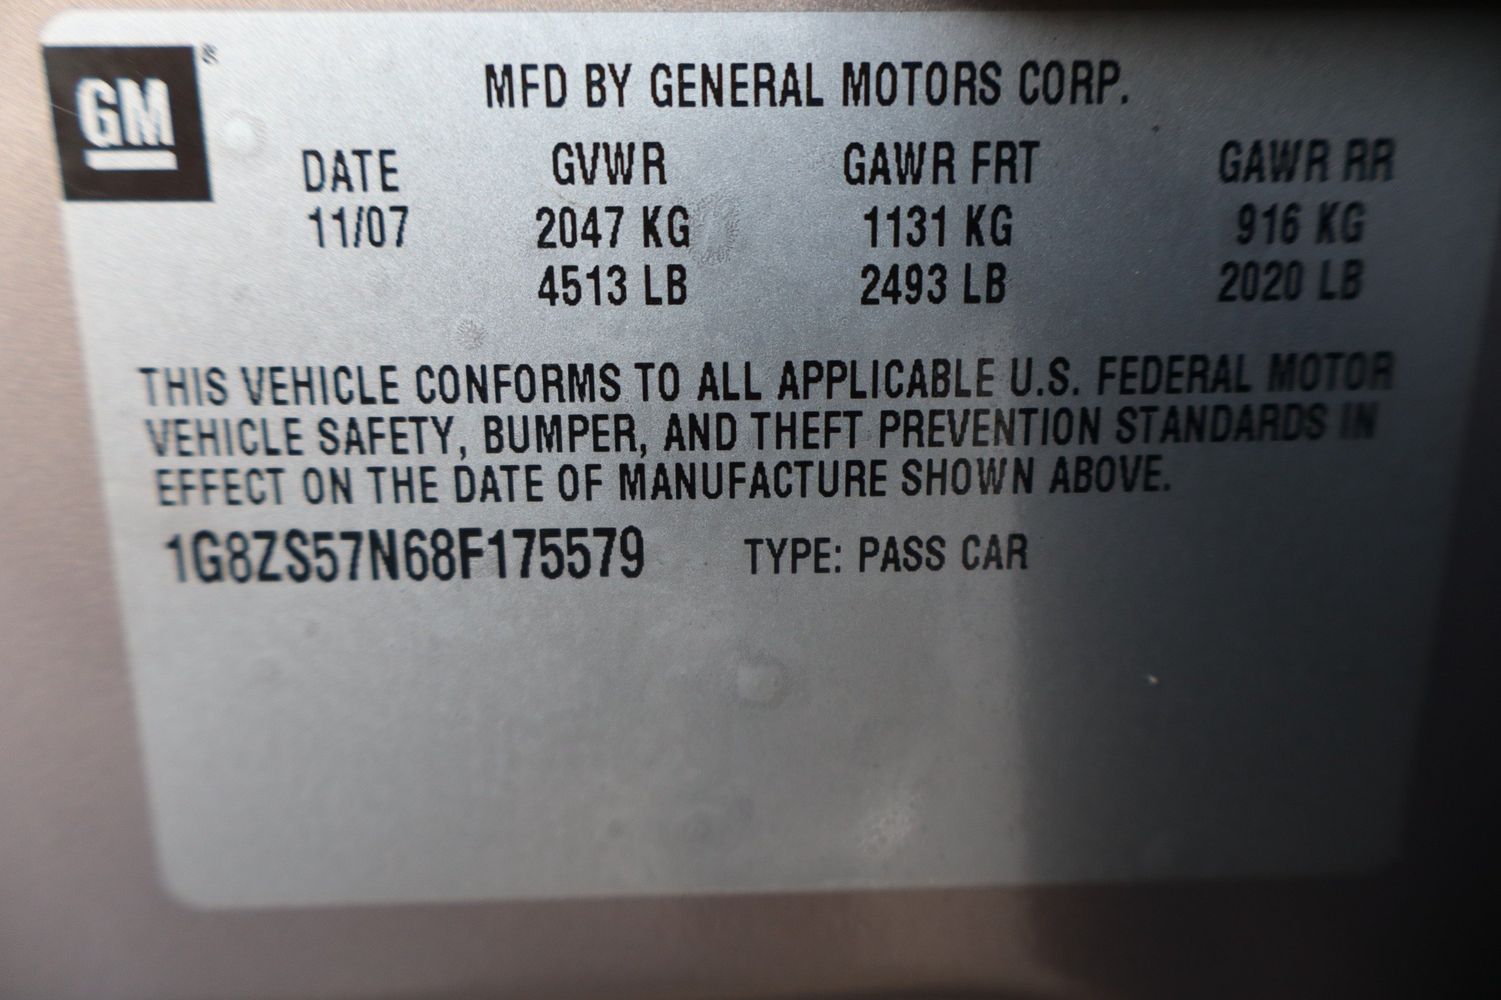 GM®
MFD BY GENERAL MOTORS CORP.
DATE GVWR GAWR FRT GAWR RR
11/07 2047 KG 1131 KG 916 KG
4513 LB 2493 LB 2020 LB
THIS VEHICLE CONFORMS TO ALL APPLICABLE U.S. FEDERAL MOTOR
VEHICLE SAFETY, BUMPER, AND THEFT PREVENTION STANDARDS IN
EFFECT ON THE DATE OF MANUFACTURE SHOWN ABOVE.
1G8ZS57N68F175579 TYPE: PASS CAR